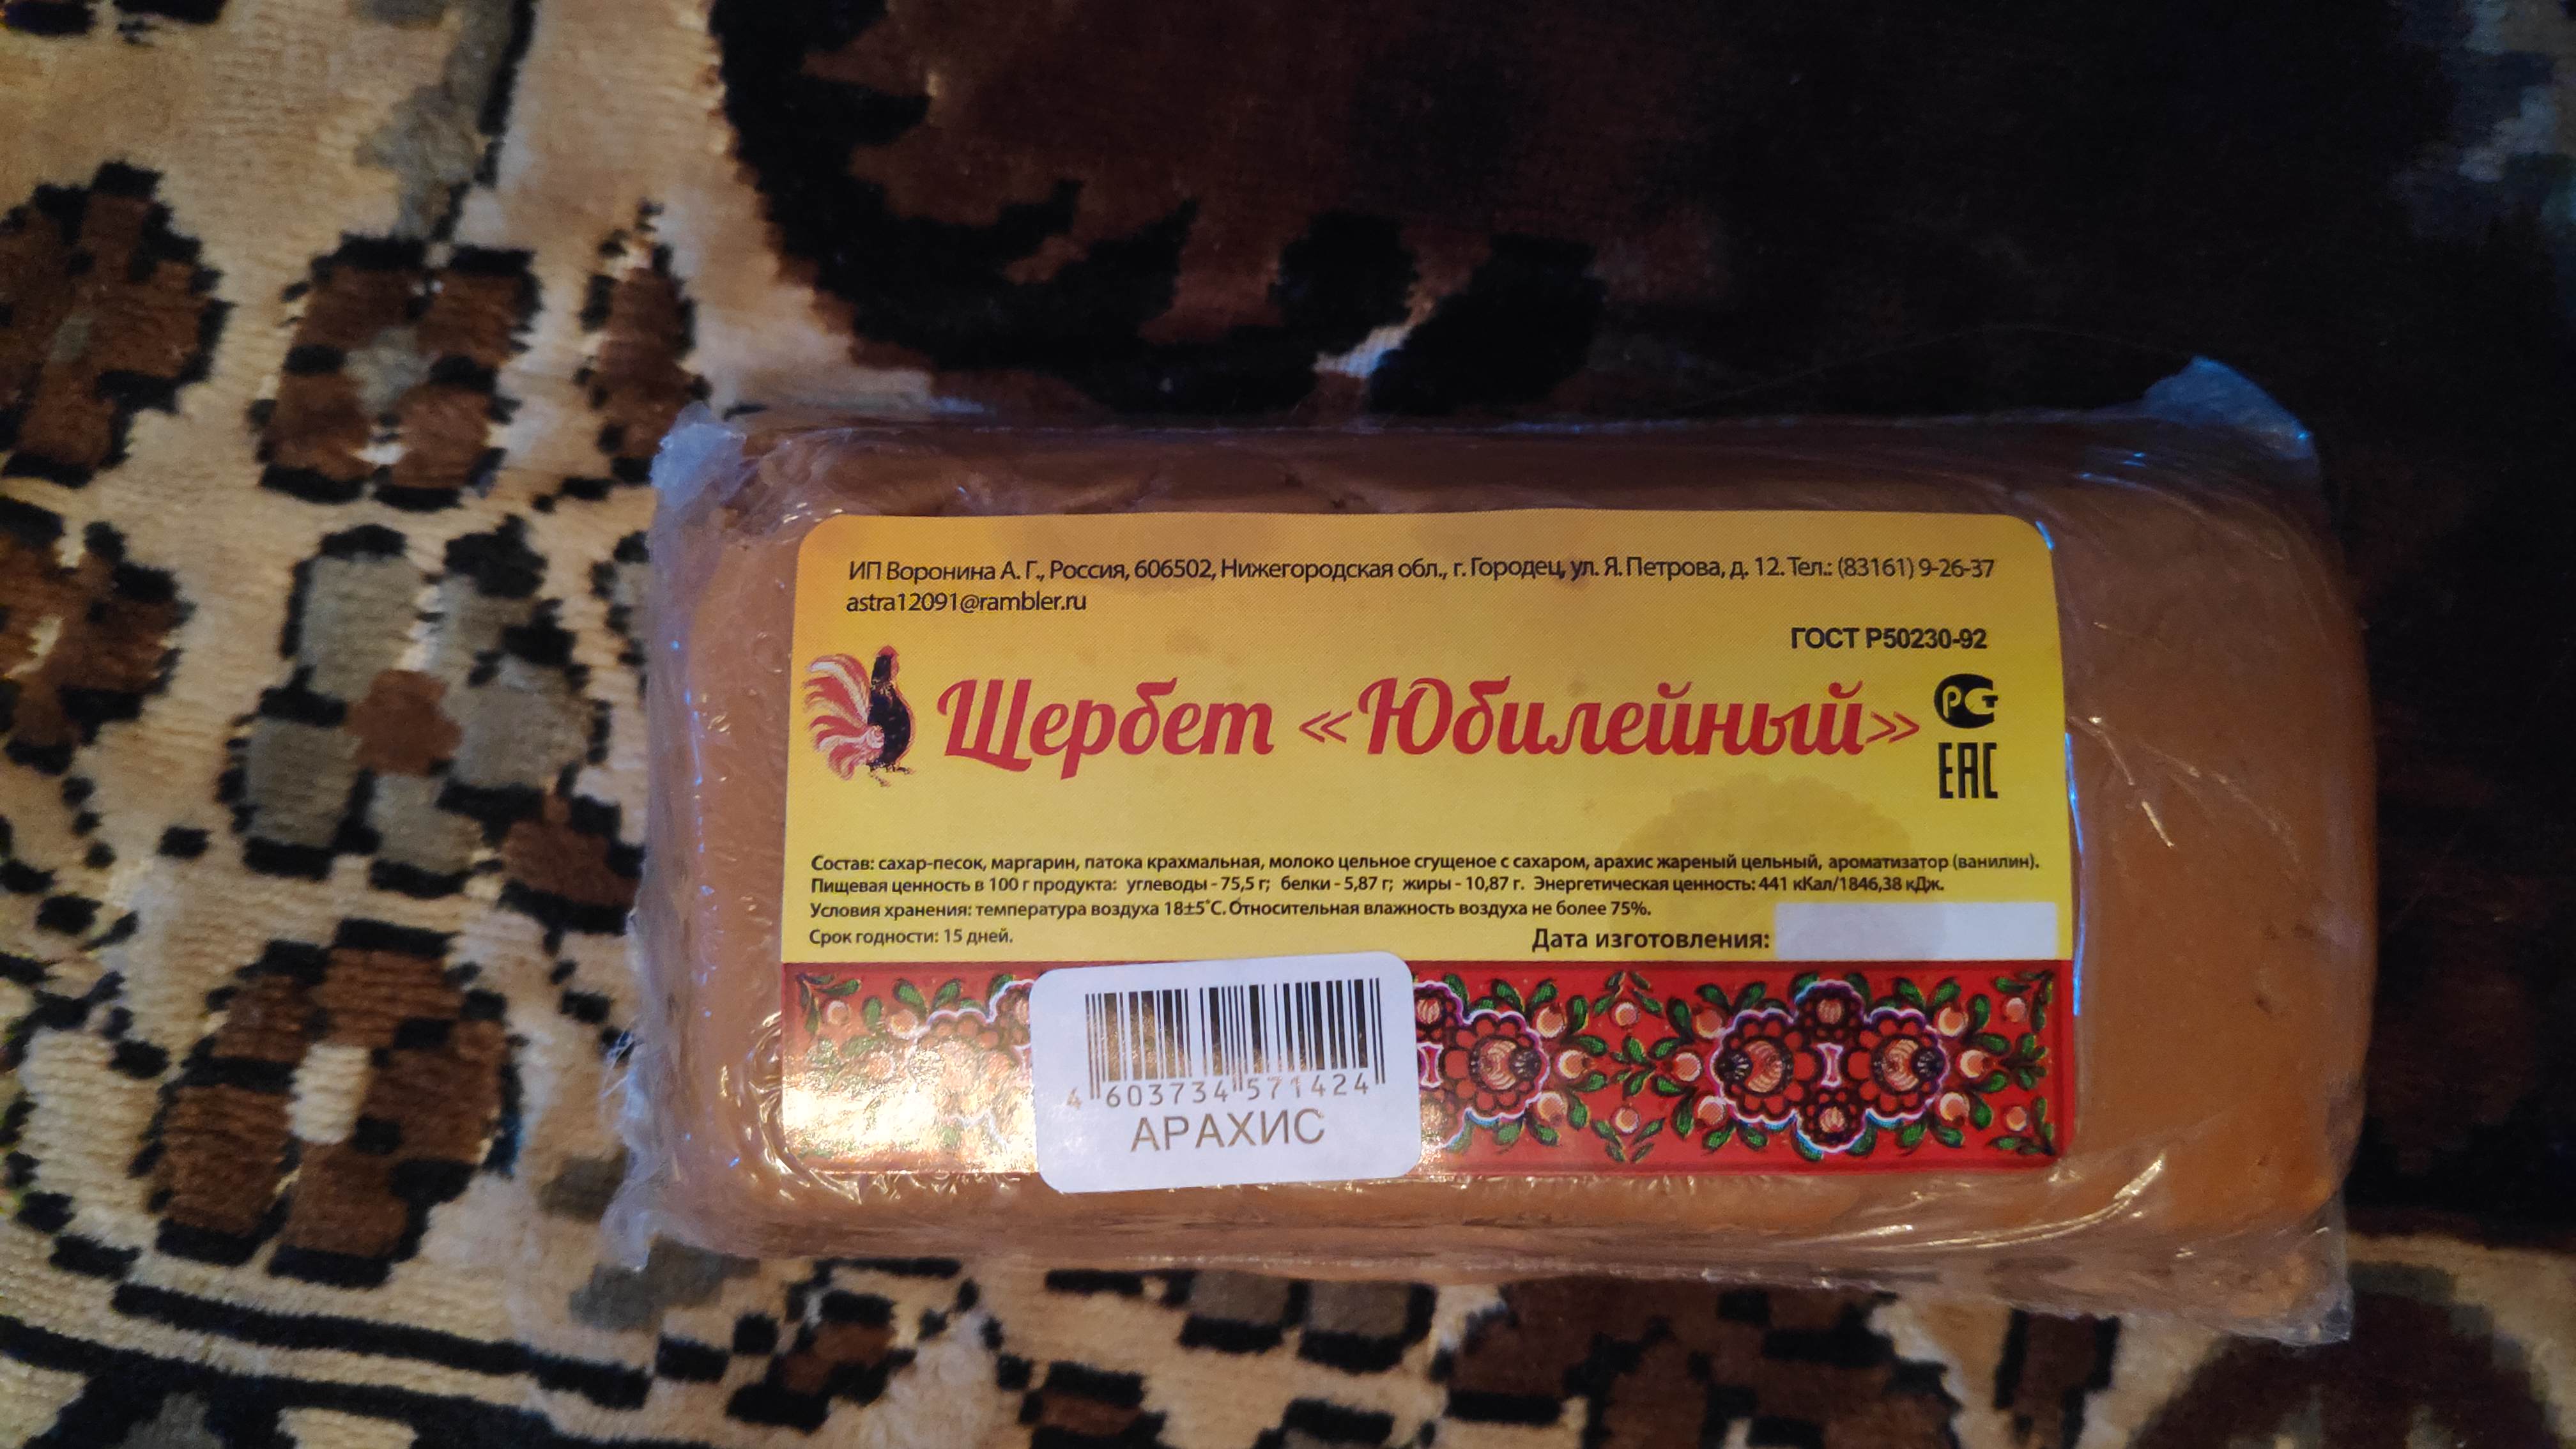 ИП Воронина А. Г., Россия, 606502, Нижегородская обл., г. Городец, ул. Я. Петрова, д. 12. Тел.: (83161) 9-26-37
astra12091@rambler.ru
ГОСТ Р50230-92
Щербет «Юбилейный»
РСТ
ЕАС
Состав: сахар-песок, маргарин, патока крахмальная, молоко цельное сгущеное с сахаром, арахис жареный цельный, ароматизатор (ванилин).
Пищевая ценность в 100 г продукта: углеводы - 75,5 г; белки - 5,87 г; жиры - 10,87 г. Энергетическая ценность: 441 кКал/1846,38 кДж.
Условия хранения: температура воздуха 18±5˚С. Относительная влажность воздуха не более 75%.
Срок годности: 15 дней.
Дата изготовления:
4 603734 571424
АРАХИС